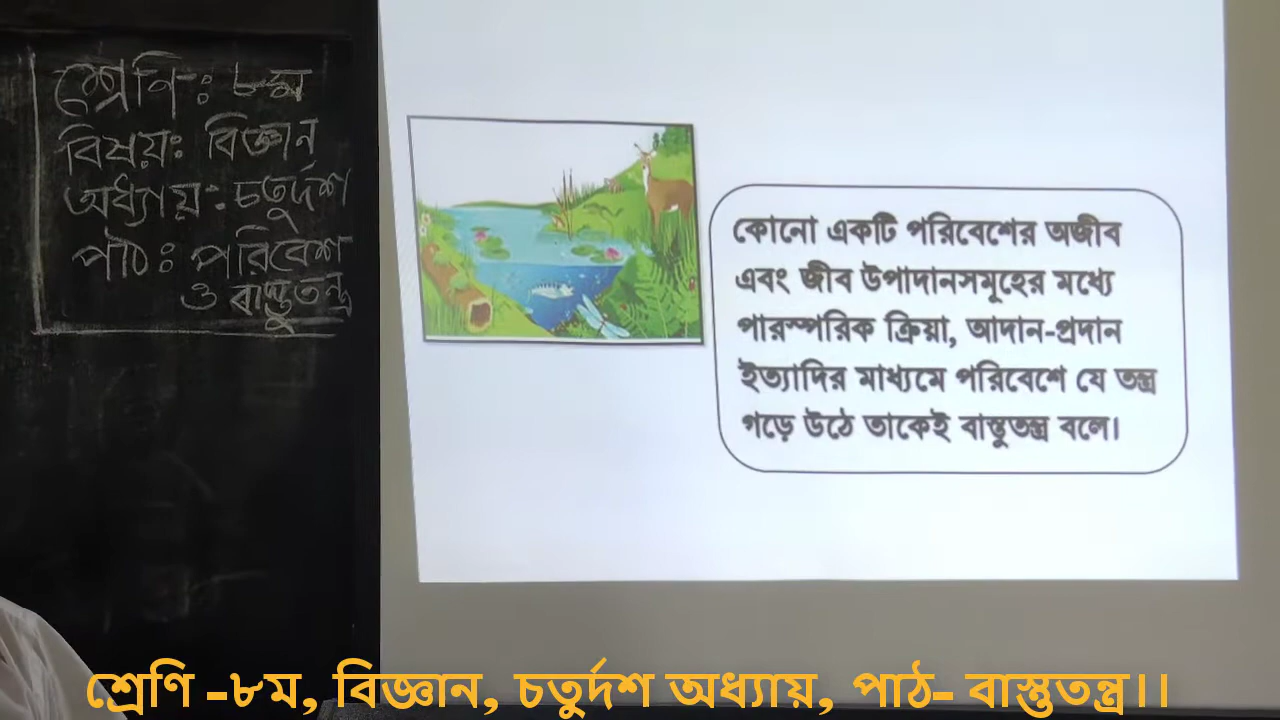 শ্রেণি : ৮ম
বিষয়ঃ বিজ্ঞান
অধ্যায় : চতুর্দশ
পাঠ : পরিবেশ
ও বাস্তুতন্ত্র
কোনো একটি পরিবেশের অজীব
এবং জীব উপাদানসমূহের মধ্যে
পারস্পরিক ক্রিয়া, আদান-প্রদান
ইত্যাদির মাধ্যমে পরিবেশে যে তন্ত্র
গড়ে উঠে তাকেই বাস্তুতন্ত্র বলে।
শ্রেণি -৮ম, বিজ্ঞান, চতুর্দশ অধ্যায়, পাঠ- বাস্তুতন্ত্র।।